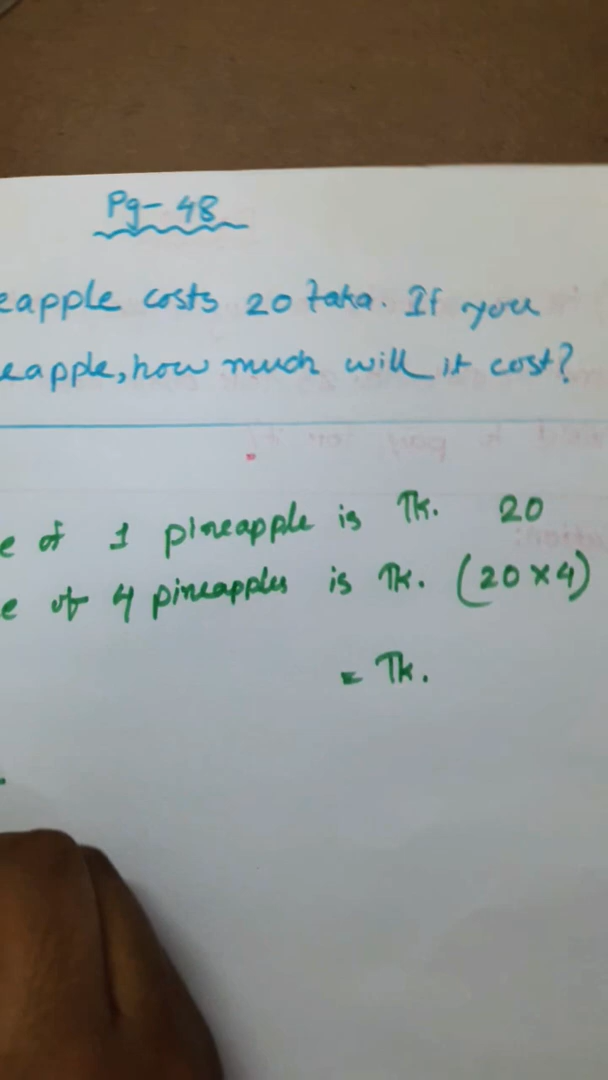 Pg-48
eapple costs 20 taka. If you
eapple, how much will it cost?
e of 1 pineapple is Tk. 20
e of 4 pineapples is Tk. (20×4)
= Tk.